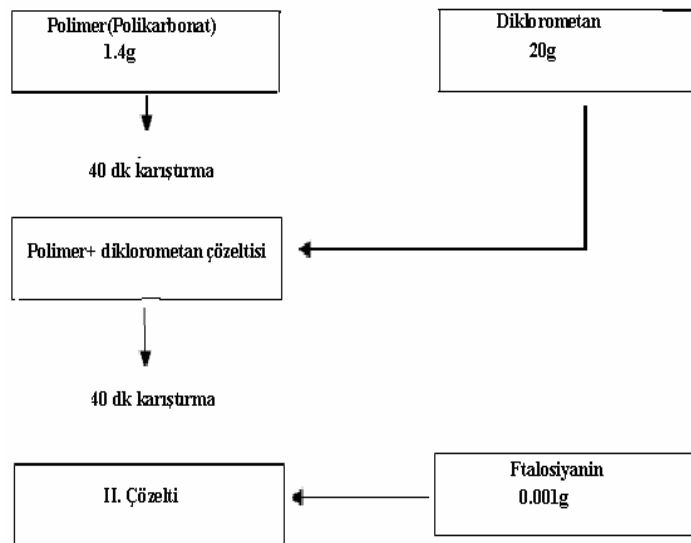 Polimer(Polikarbonat)
1.4g
Diklorometan
20g
40 dk karıştırma
Polimer+ diklorometan çözeltisi
40 dk karıştırma
II. Çözelti
Ftalosiyanin
0.001g